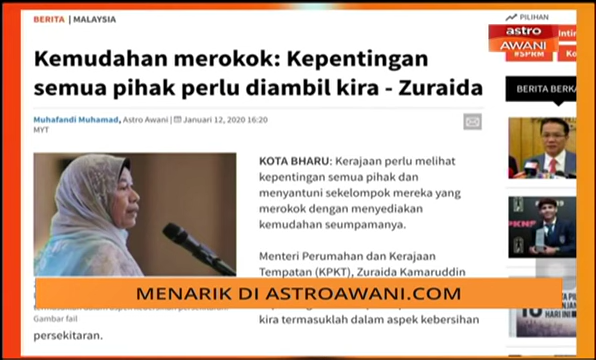 BERITA | MALAYSIA
PILIHAN
astro
AWANI
#SPRM
Kemudahan merokok: Kepentingan
semua pihak perlu diambil kira - Zuraida
Muhafandi Muhamad, Astro Awani | Januari 12, 2020 16:20
MYT
BERITA BERKA
KOTA BHARU: Kerajaan perlu melihat
kepentingan semua pihak dan
menyantuni sekelompok mereka yang
merokok dengan menyediakan
kemudahan seumpamanya.
Menteri Perumahan dan Kerajaan
Tempatan (KPKT), Zuraida Kamaruddin
MENARIK DI ASTROAWANI.COM
Gambar fail
kira termasuklah dalam aspek kebersihan
persekitaran.
HARI INI